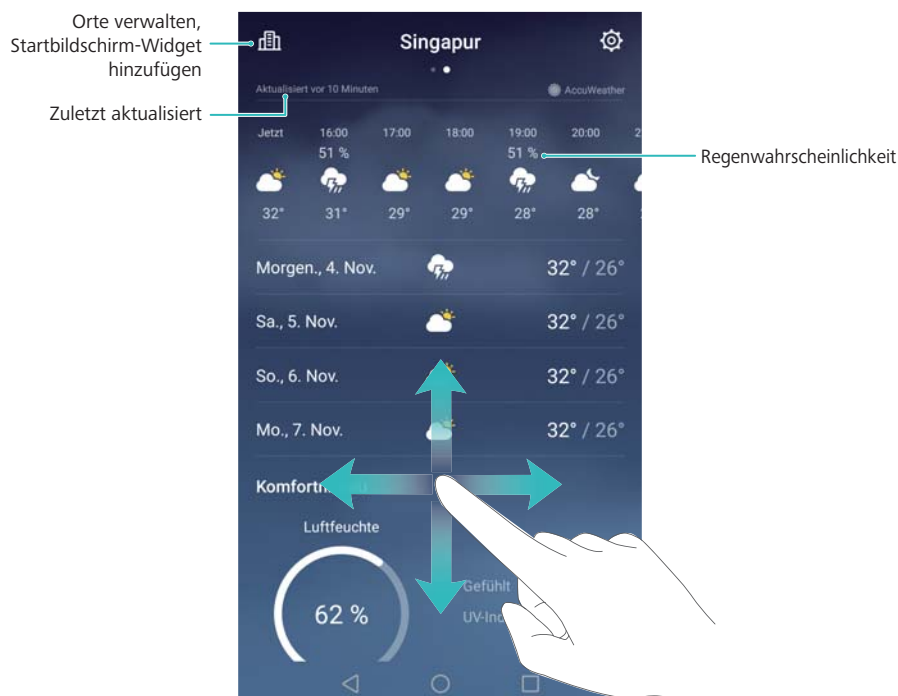 Orte verwalten,
Startbildschirm-Widget
hinzufügen
Singapur
Aktualisiert vor 10 Minuten
AccuWeather
Zuletzt aktualisiert
Jetzt 16:00 17:00 18:00 19:00 20:00 2
51 % 51 %
Regenwahrscheinlichkeit
32° 31° 29° 29° 28° 28°
Morgen., 4. Nov. 32° / 26°
Sa., 5. Nov. 32° / 26°
So., 6. Nov. 32° / 26°
Mo., 7. Nov. 32° / 26°
Luftfeuchte
Gefühlt
62 %